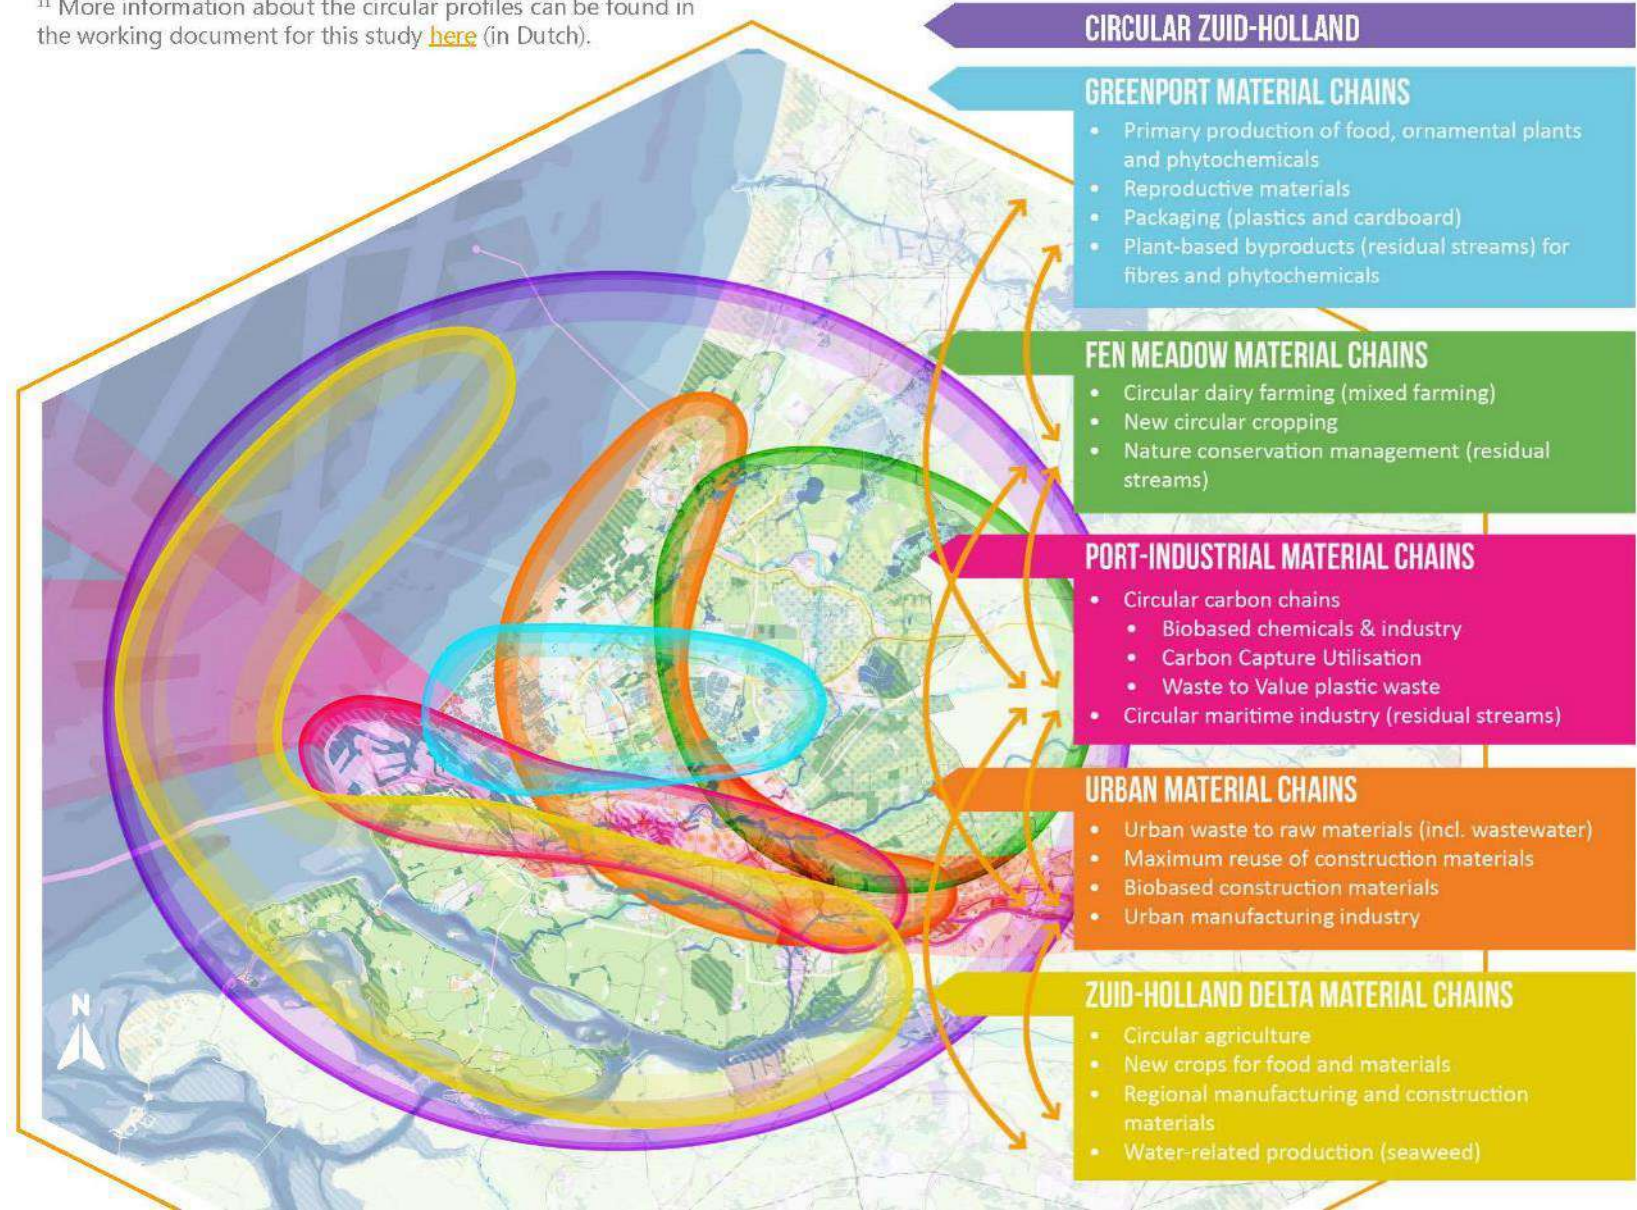 11 More information about the circular profiles can be found in
the working document for this study here (in Dutch).
CIRCULAR ZUID-HOLLAND
GREENPORT MATERIAL CHAINS
• Primary production of food, ornamental plants
and phytochemicals
• Reproductive materials
• Packaging (plastics and cardboard)
• Plant-based byproducts (residual streams) for
fibres and phytochemicals
FEN MEADOW MATERIAL CHAINS
• Circular dairy farming (mixed farming)
• New circular cropping
• Nature conservation management (residual
streams)
PORT-INDUSTRIAL MATERIAL CHAINS
• Circular carbon chains
• Biobased chemicals & industry
• Carbon Capture Utilisation
• Waste to Value plastic waste
• Circular maritime industry (residual streams)
URBAN MATERIAL CHAINS
• Urban waste to raw materials (incl. wastewater)
• Maximum reuse of construction materials
• Biobased construction materials
• Urban manufacturing industry
ZUID-HOLLAND DELTA MATERIAL CHAINS
• Circular agriculture
• New crops for food and materials
• Regional manufacturing and construction
materials
• Water-related production (seaweed)
N